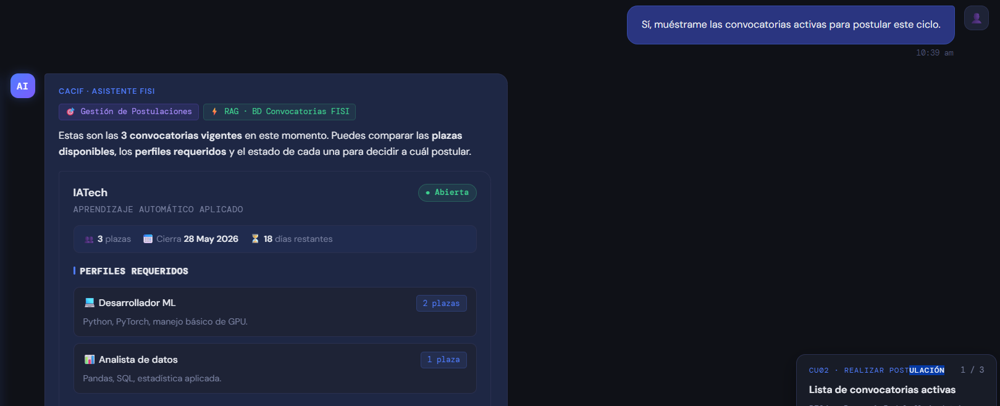 Sí, muéstrame las convocatorias activas para postular este ciclo.
10:39 am
AI
CACIF · ASISTENTE FISI
Gestión de Postulaciones
RAG · BD Convocatorias FISI
Estas son las 3 convocatorias vigentes en este momento. Puedes comparar las plazas
disponibles, los perfiles requeridos y el estado de cada una para decidir a cuál postular.
IATech
● Abierta
APRENDIZAJE AUTOMÁTICO APLICADO
3 plazas
Cierra 28 May 2026
18 días restantes
PERFILES REQUERIDOS
Desarrollador ML
2 plazas
Python, PyTorch, manejo básico de GPU.
Analista de datos
1 plaza
Pandas, SQL, estadística aplicada.
CU02 · REALIZAR POSTULACIÓN
1 / 3
Lista de convocatorias activas